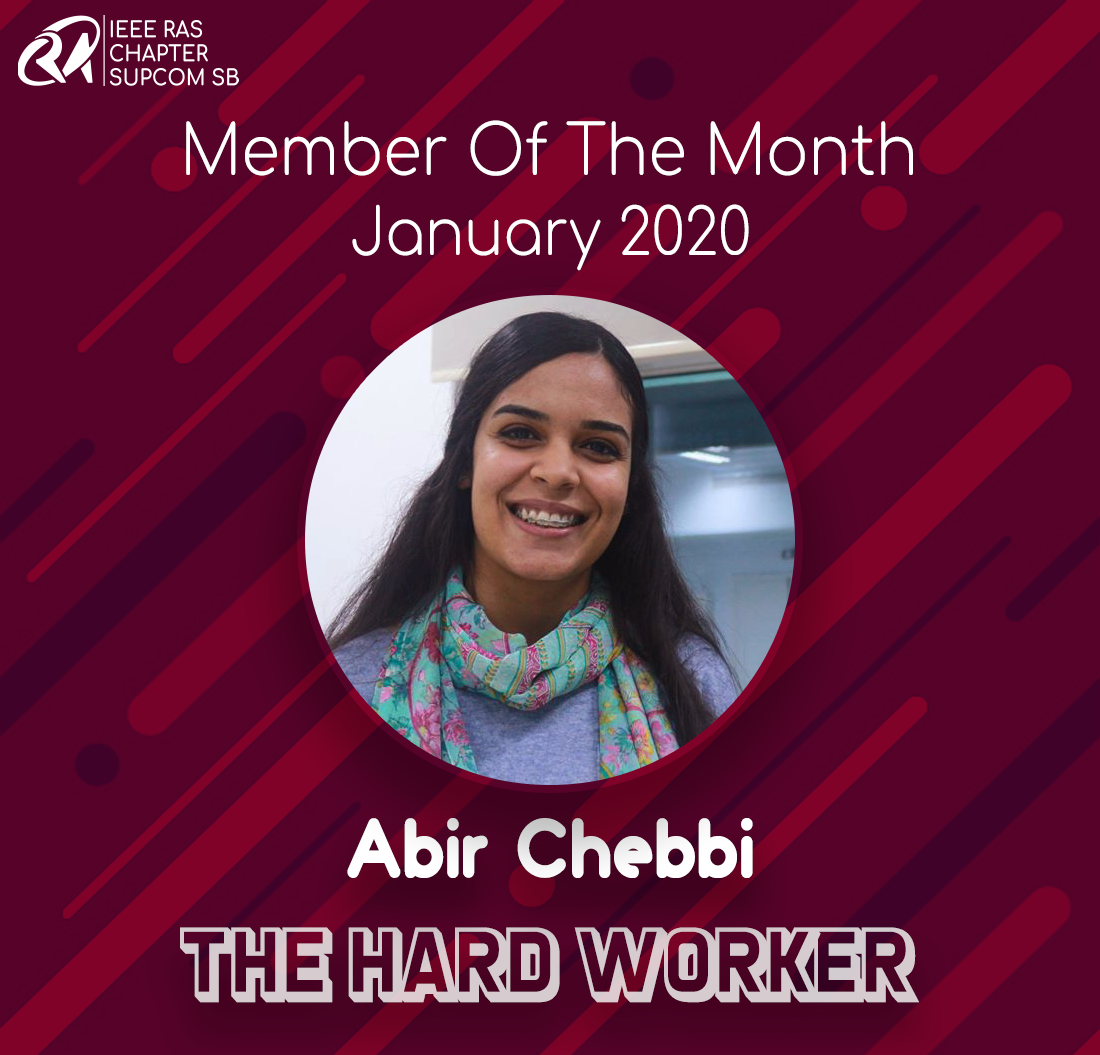 IEEE RAS
CHAPTER
SUPCOM SB
Member Of The Month
January 2020
Abir Chebbi
THE HARD WORKER